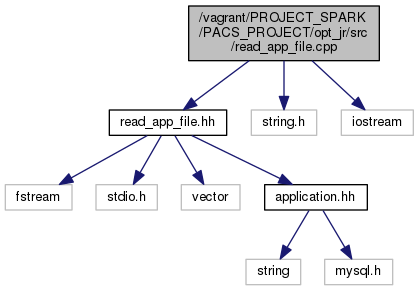 /vagrant/PROJECT_SPARK
/PACS_PROJECT/opt_jr/src
/read_app_file.cpp
read_app_file.hh
string.h
iostream
fstream
stdio.h
vector
application.hh
string
mysql.h